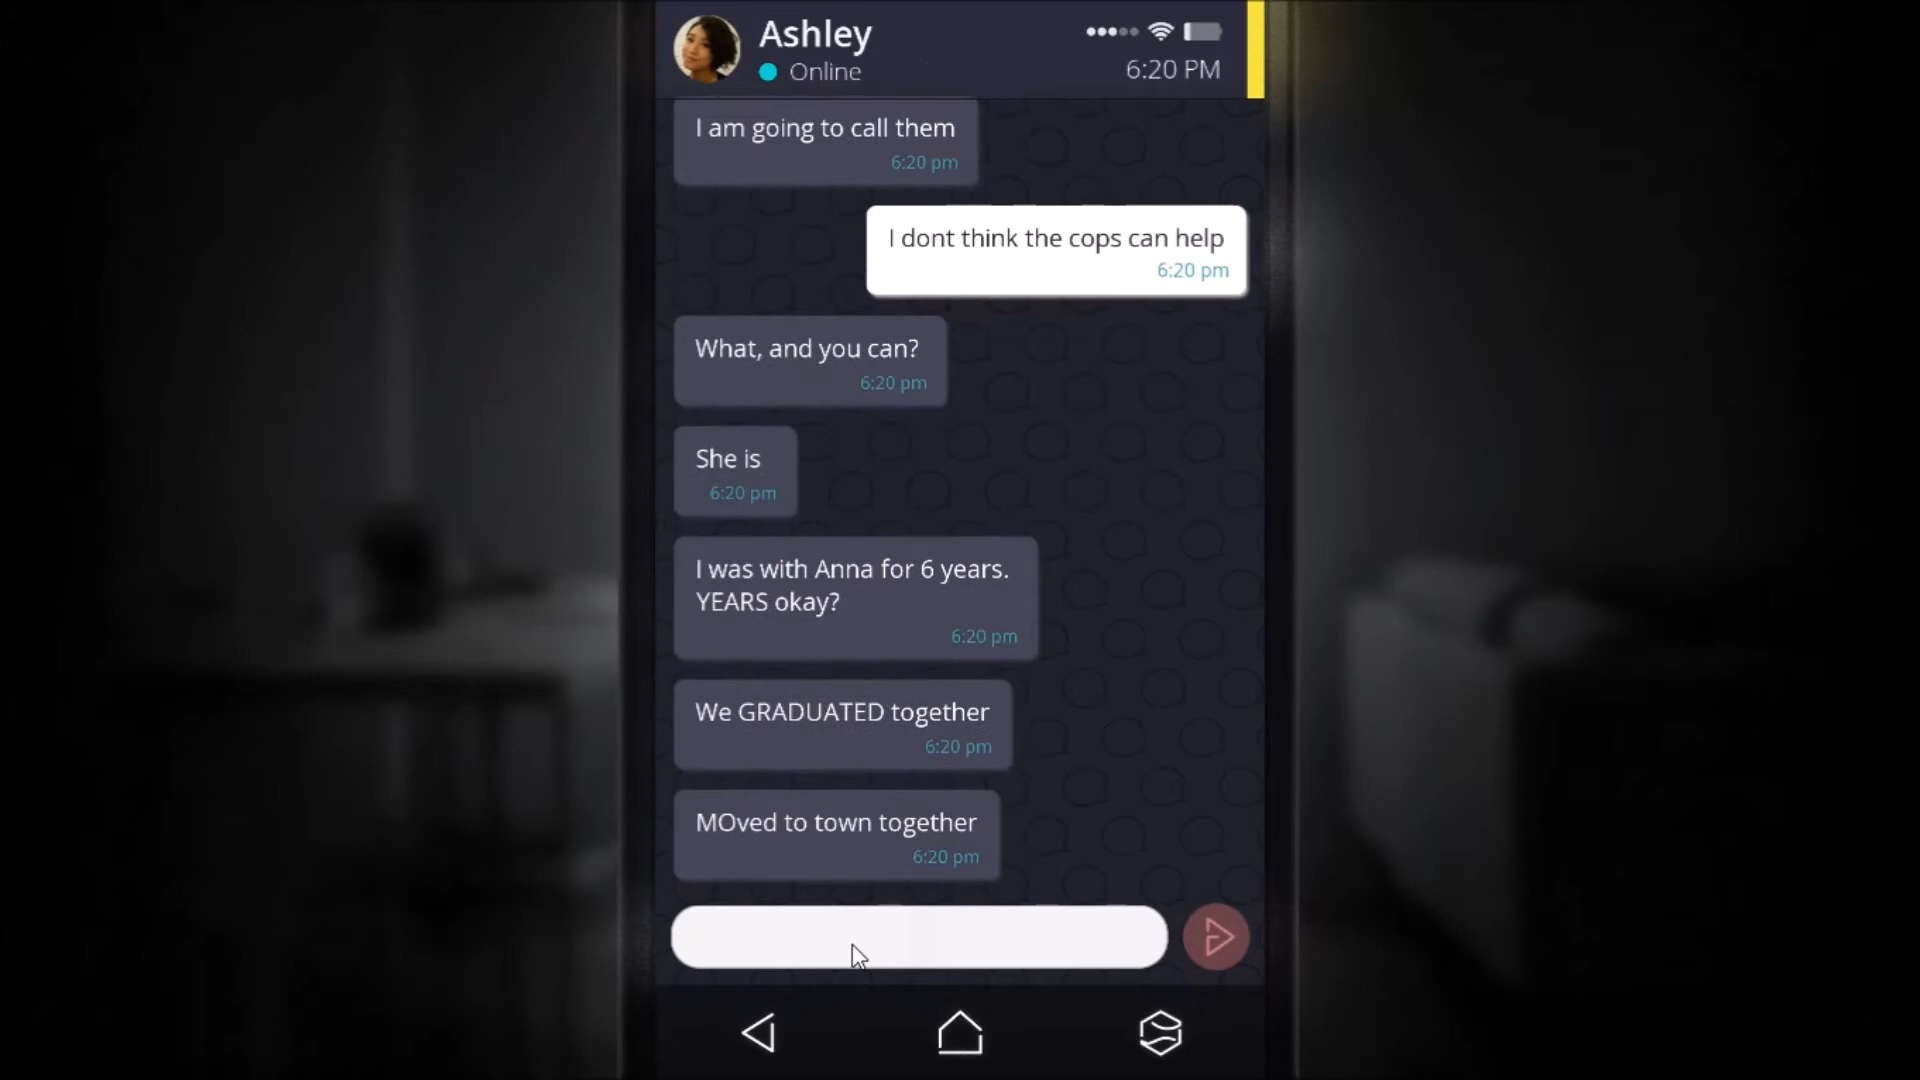 Ashley
Online
6:20 PM
I am going to call them
6:20 pm
I dont think the cops can help
6:20 pm
What, and you can?
6:20 pm
She is
6:20 pm
I was with Anna for 6 years.
YEARS okay?
6:20 pm
We GRADUATED together
6:20 pm
MOved to town together
6:20 pm